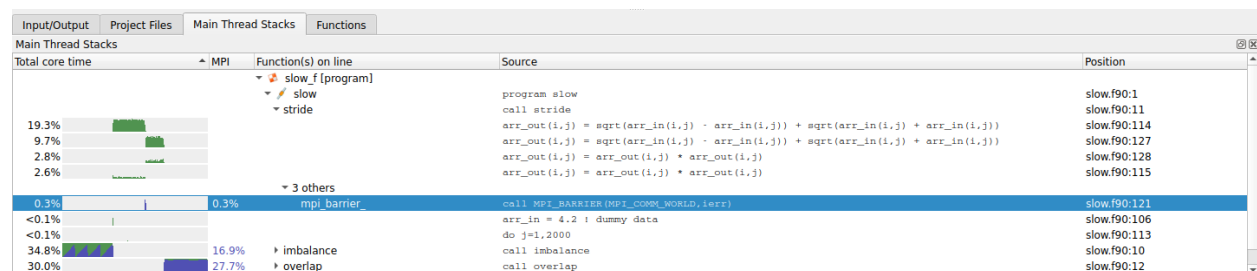 Input/Output Project Files Main Thread Stacks Functions
Main Thread Stacks
Total core time MPI Function(s) on line Source Position
slow_f [program]
slow program slow slow.f90:1
stride call stride slow.f90:11
19.3% arr_out(i,j) = sqrt(arr_in(i,j) - arr_in(i,j)) + sqrt(arr_in(i,j) + arr_in(i,j)) slow.f90:114
9.7% arr_out(i,j) = sqrt(arr_in(i,j) - arr_in(i,j)) + sqrt(arr_in(i,j) + arr_in(i,j)) slow.f90:127
2.8% arr_out(i,j) = arr_out(i,j) * arr_out(i,j) slow.f90:128
2.6% arr_out(i,j) = arr_out(i,j) * arr_out(i,j) slow.f90:115
3 others
0.3% 0.3% mpi_barrier_ call MPI_BARRIER(MPI_COMM_WORLD,ierr) slow.f90:121
<0.1% arr_in = 4.2 ! dummy data slow.f90:106
<0.1% do j=1,2000 slow.f90:113
34.8% 16.9% imbalance call imbalance slow.f90:10
30.0% 27.7% overlap call overlap slow.f90:12